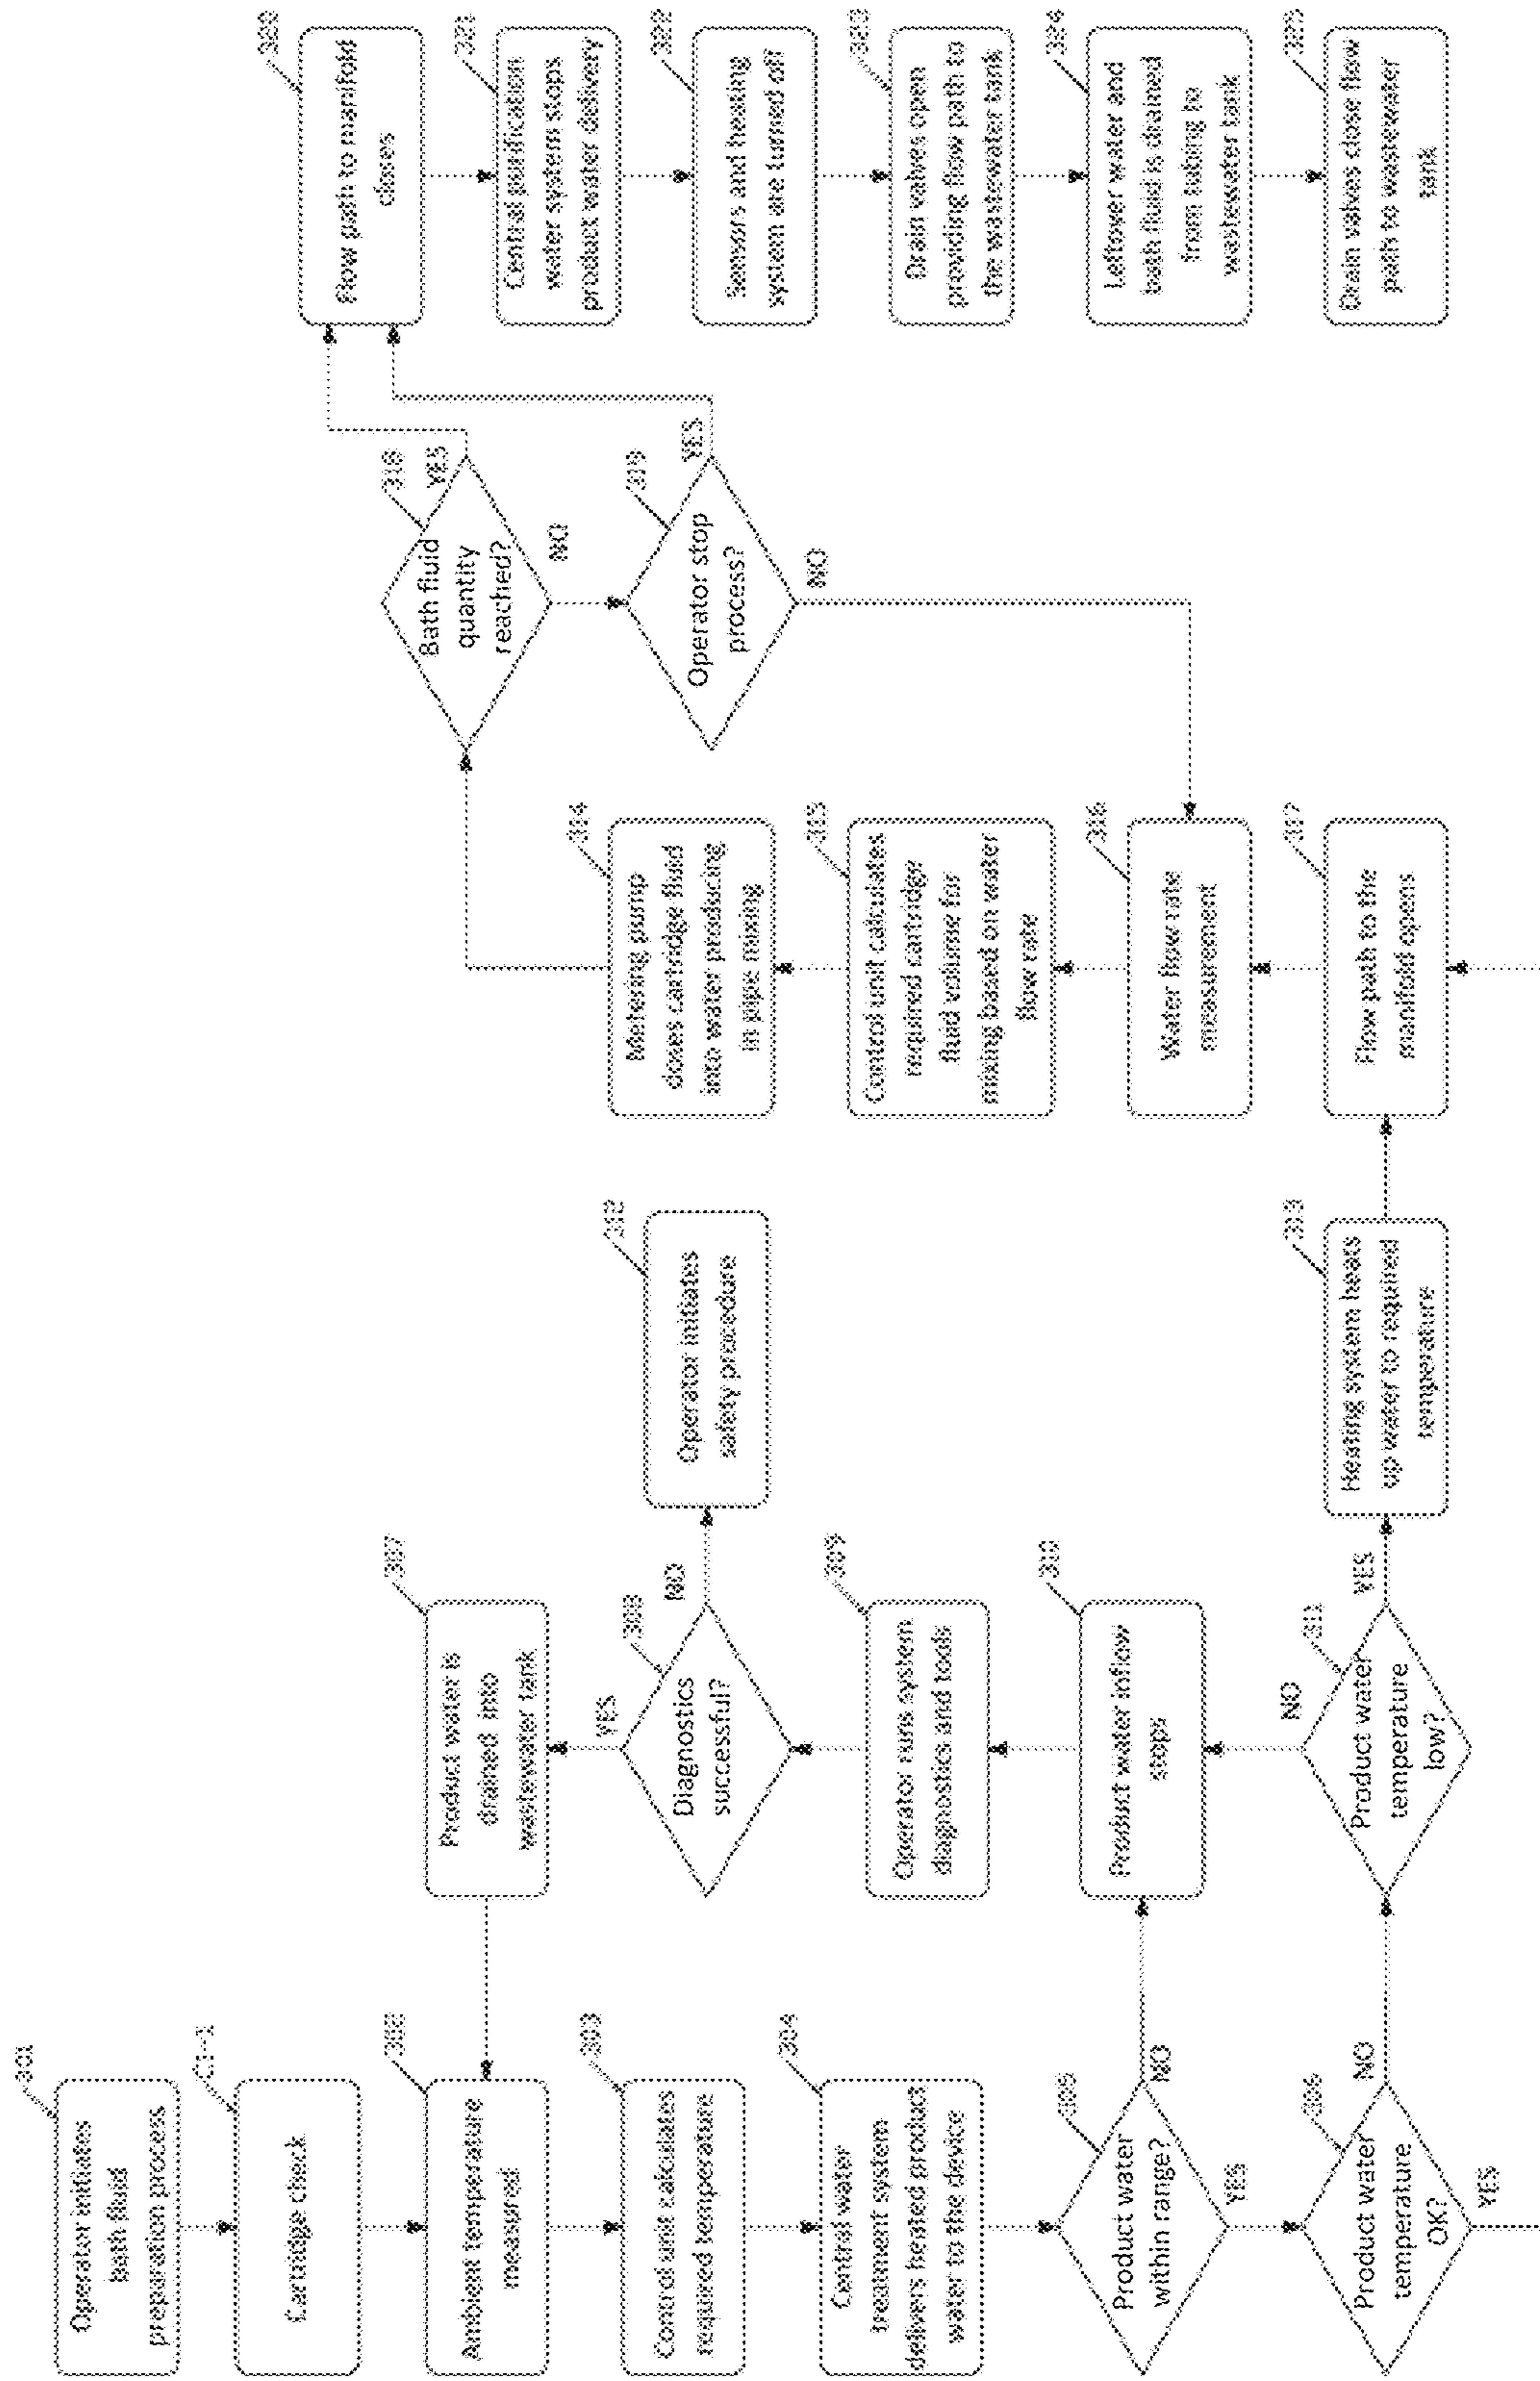 301
Operator initiates
bath fluid
preparation process
C1-1
Cartridge check
302
Ambient temperature
measured
303
Control unit calculates
required temperature
304
Central water
treatment system
delivers heated product
water to the device
305
Product water
within range?
NO
YES
306
Product water
temperature
OK?
NO
YES
307
Product water is
drained into
wastewater tank
YES
308
Diagnostics
successful?
NO
309
Operator runs system
diagnostics and tools
310
Product water inflow
stops
NO
311
Product water
temperature
low?
YES
312
Operator initiates
safety procedure
313
Heating system heats
up water to required
temperature
314
Metering pump
doses cartridge fluid
into water producing
in pipe mixing
315
Control unit calculates
required cartridge
fluid volume for
mixing based on water
flow rate
316
Water flow rate
measurement
317
Flow path to the
manifold opens
318
Bath fluid
quantity
reached?
YES
NO
319
Operator stop
process?
YES
NO
320
Flow path to manifold
closes
321
Central purification
water system stops
product water delivery
322
Sensors and heating
system are turned off
323
Drain valves open
providing flow path to
the wastewater tank
324
Leftover water and
bath fluid is drained
from tubing to
wastewater tank
325
Drain valves close flow
path to wastewater
tank